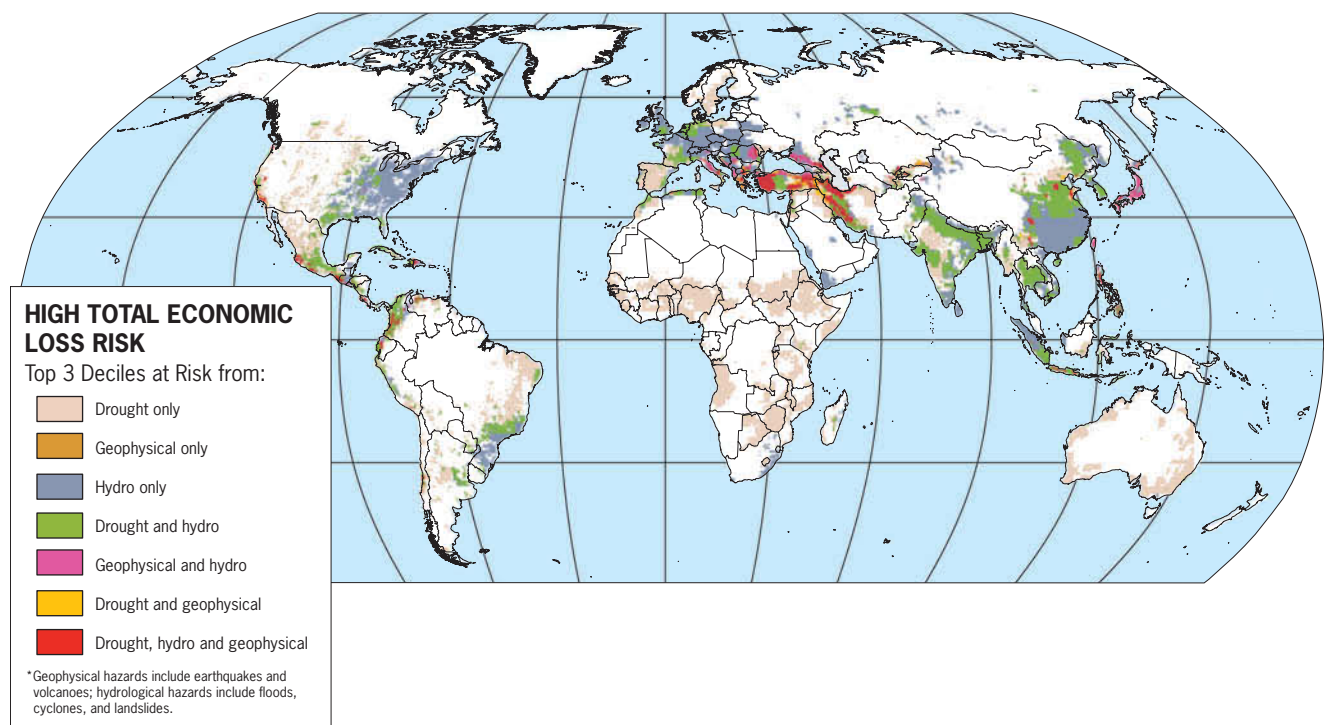 HIGH TOTAL ECONOMIC
LOSS RISK
Top 3 Deciles at Risk from:
Drought only
Geophysical only
Hydro only
Drought and hydro
Geophysical and hydro
Drought and geophysical
Drought, hydro and geophysical
*Geophysical hazards include earthquakes and
volcanoes; hydrological hazards include floods,
cyclones, and landslides.